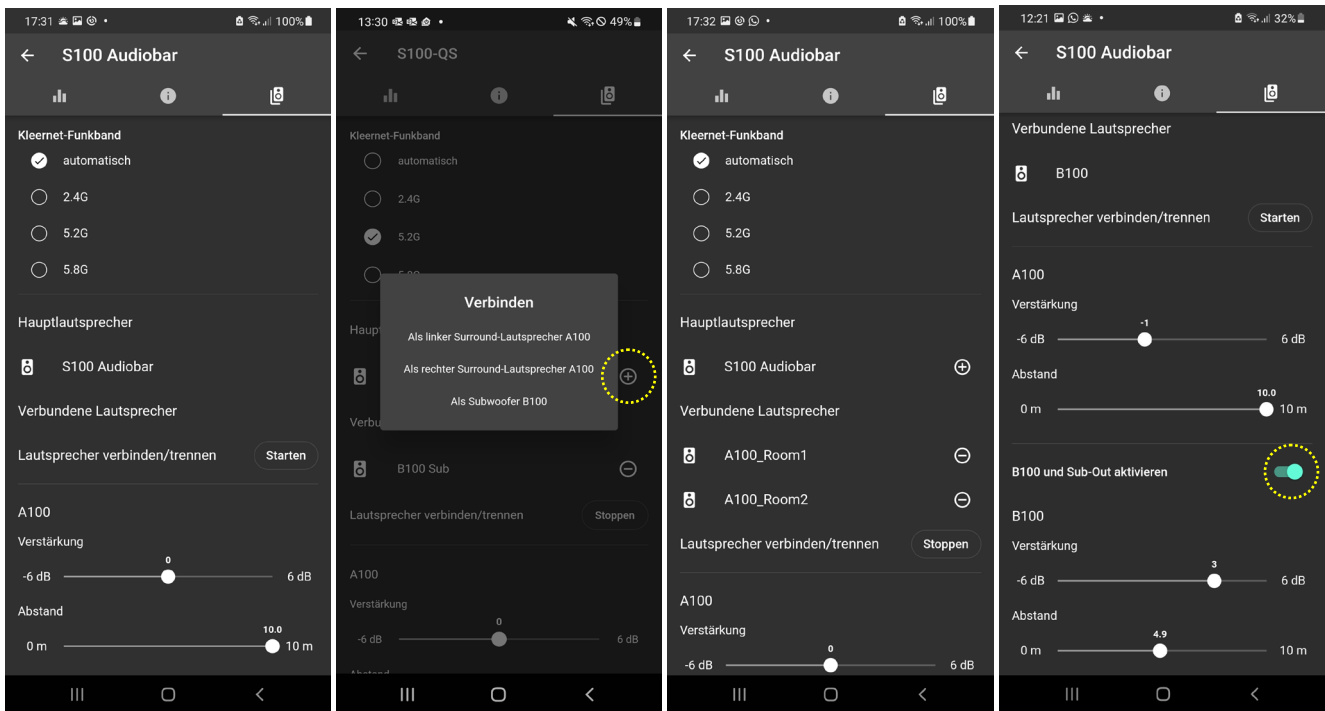 17:31
100%
S100 Audiobar
Kleernet-Funkband
automatisch
2.4G
5.2G
5.8G
Hauptlautsprecher
S100 Audiobar
Verbundene Lautsprecher
Lautsprecher verbinden/trennen
Starten
A100
Verstärkung
0
-6 dB
6 dB
Abstand
10.0
0 m
10 m
13:30
49%
S100-QS
Kleernet-Funkband
automatisch
2.4G
5.2G
Verbinden
Als linker Surround-Lautsprecher A100
Als rechter Surround-Lautsprecher A100
Als Subwoofer B100
Haup
Verbu
B100 Sub
Lautsprecher verbinden/trennen
Stoppen
A100
Verstärkung
0
-6 dB
6 dB
17:32
100%
S100 Audiobar
Kleernet-Funkband
automatisch
2.4G
5.2G
5.8G
Hauptlautsprecher
S100 Audiobar
Verbundene Lautsprecher
A100_Room1
A100_Room2
Lautsprecher verbinden/trennen
Stoppen
A100
Verstärkung
0
-6 dB
6 dB
12:21
32%
S100 Audiobar
Verbundene Lautsprecher
B100
Lautsprecher verbinden/trennen
Starten
A100
Verstärkung
-1
-6 dB
6 dB
Abstand
10.0
0 m
10 m
B100 und Sub-Out aktivieren
B100
Verstärkung
3
-6 dB
6 dB
Abstand
4.9
0 m
10 m